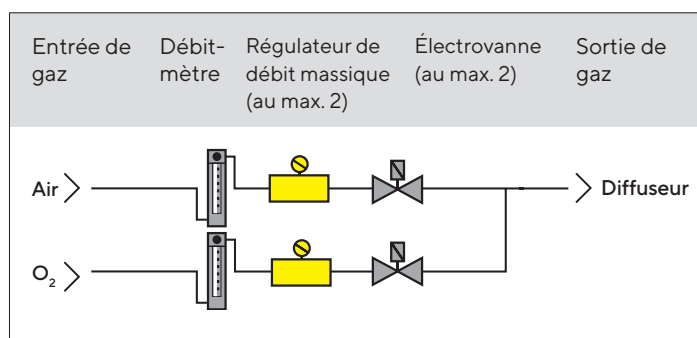 Entrée de
gaz
Débit-
mètre
Régulateur de
débit massique
(au max. 2)
Électrovanne
(au max. 2)
Sortie de
gaz
Air
Diffuseur
O₂